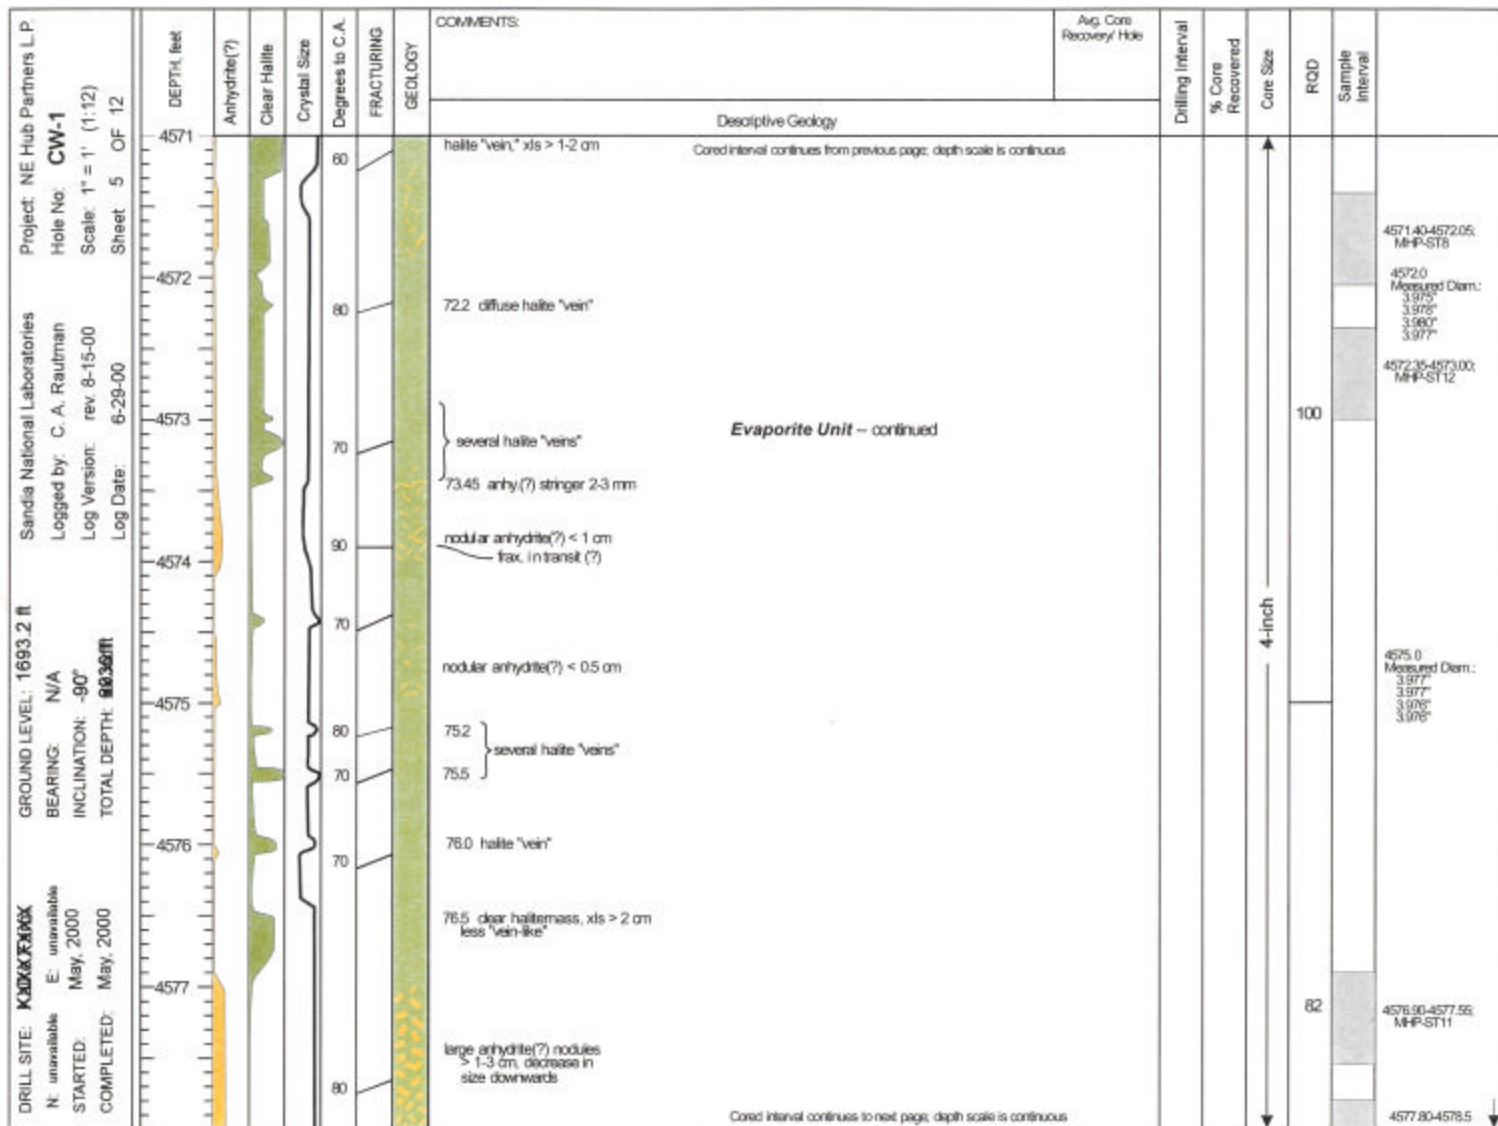 Project: NE Hub Partners L.P.
Hole No: CW-1
Scale: 1" = 1' (1:12)
Sheet 5 OF 12
Sandia National Laboratories
Logged by: C. A. Rautman
Log Version: rev. 8-15-00
Log Date: 6-29-00
GROUND LEVEL: 1693.2 ft
BEARING: N/A
INCLINATION: -90°
TOTAL DEPTH:
DRILL SITE:
N: unavailable E: unavailable
STARTED: May, 2000
COMPLETED: May, 2000
DEPTH, feet
Anhydrite(?)
Clear Halite
Crystal Size
Degrees to C.A.
FRACTURING
GEOLOGY
COMMENTS:
Avg. Core
Recovery/ Hole
Descriptive Geology
Drilling Interval
% Core
Recovered
Core Size
RQD
Sample
Interval
4571
halite "vein," xls > 1-2 cm
Cored interval continues from previous page; depth scale is continuous
60
4571.40-4572.05;
MHP-ST8
4572
4572.0
Measured Diam.:
3.975"
3.978"
3.980"
3.977"
80
72.2 diffuse halite "vein"
4572.35-4573.00;
MHP-ST12
4573
100
Evaporite Unit – continued
70
several halite "veins"
73.45 anhy.(?) stringer 2-3 mm
90
nodular anhydrite(?) < 1 cm
frax. in transit (?)
4574
70
4-inch
nodular anhydrite(?) < 0.5 cm
4575.0
Measured Diam.:
3.977"
3.977"
3.976"
3.976"
4575
80
75.2
several halite "veins"
70
75.5
4576
76.0 halite "vein"
70
76.5 clear halitemass, xls > 2 cm
less "vein-like"
4577
82
4576.90-4577.55;
MHP-ST11
large anhydrite(?) nodules
> 1-3 cm, decrease in
size downwards
80
Cored interval continues to next page; depth scale is continuous
4577.80-4578.5